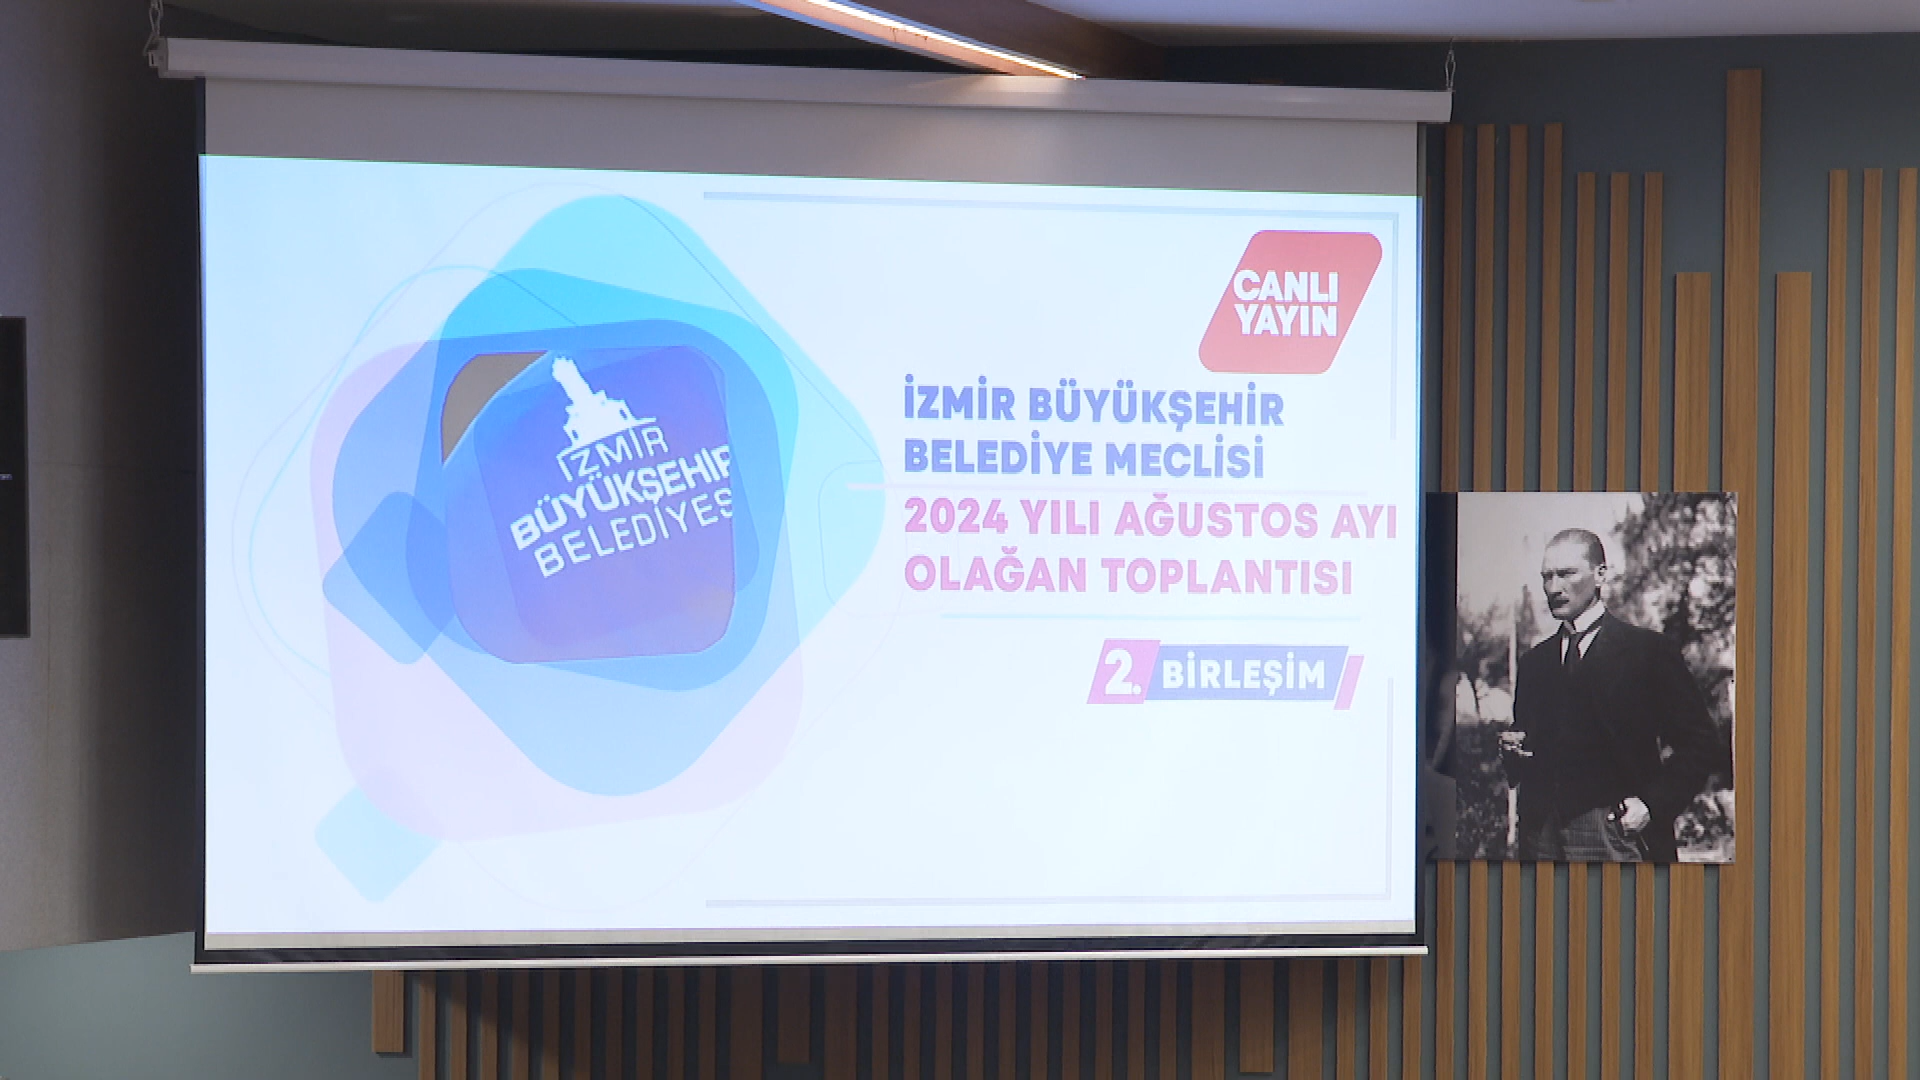 CANLI
YAYIN
İZMİR
BÜYÜKŞEHİR
BELEDİYES
İZMİR BÜYÜKŞEHİR
BELEDİYE MECLİSİ
2024 YILI AĞUSTOS AYI
OLAĞAN TOPLANTISI
2. BİRLEŞİM